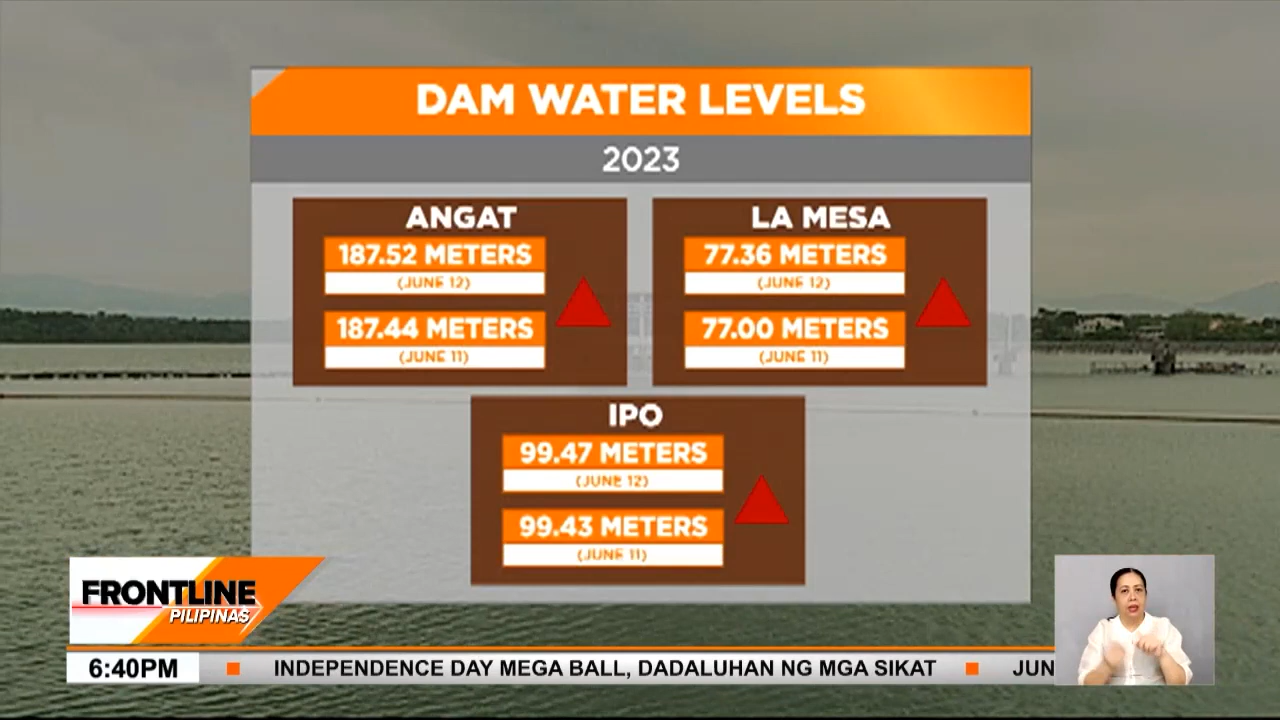 DAM WATER LEVELS
2023
ANGAT
187.52 METERS
(JUNE 12)
187.44 METERS
(JUNE 11)
LA MESA
77.36 METERS
(JUNE 12)
77.00 METERS
(JUNE 11)
IPO
99.47 METERS
(JUNE 12)
99.43 METERS
(JUNE 11)
FRONTLINE
PILIPINAS
6:40PM
INDEPENDENCE DAY MEGA BALL, DADALUHAN NG MGA SIKAT
JUN